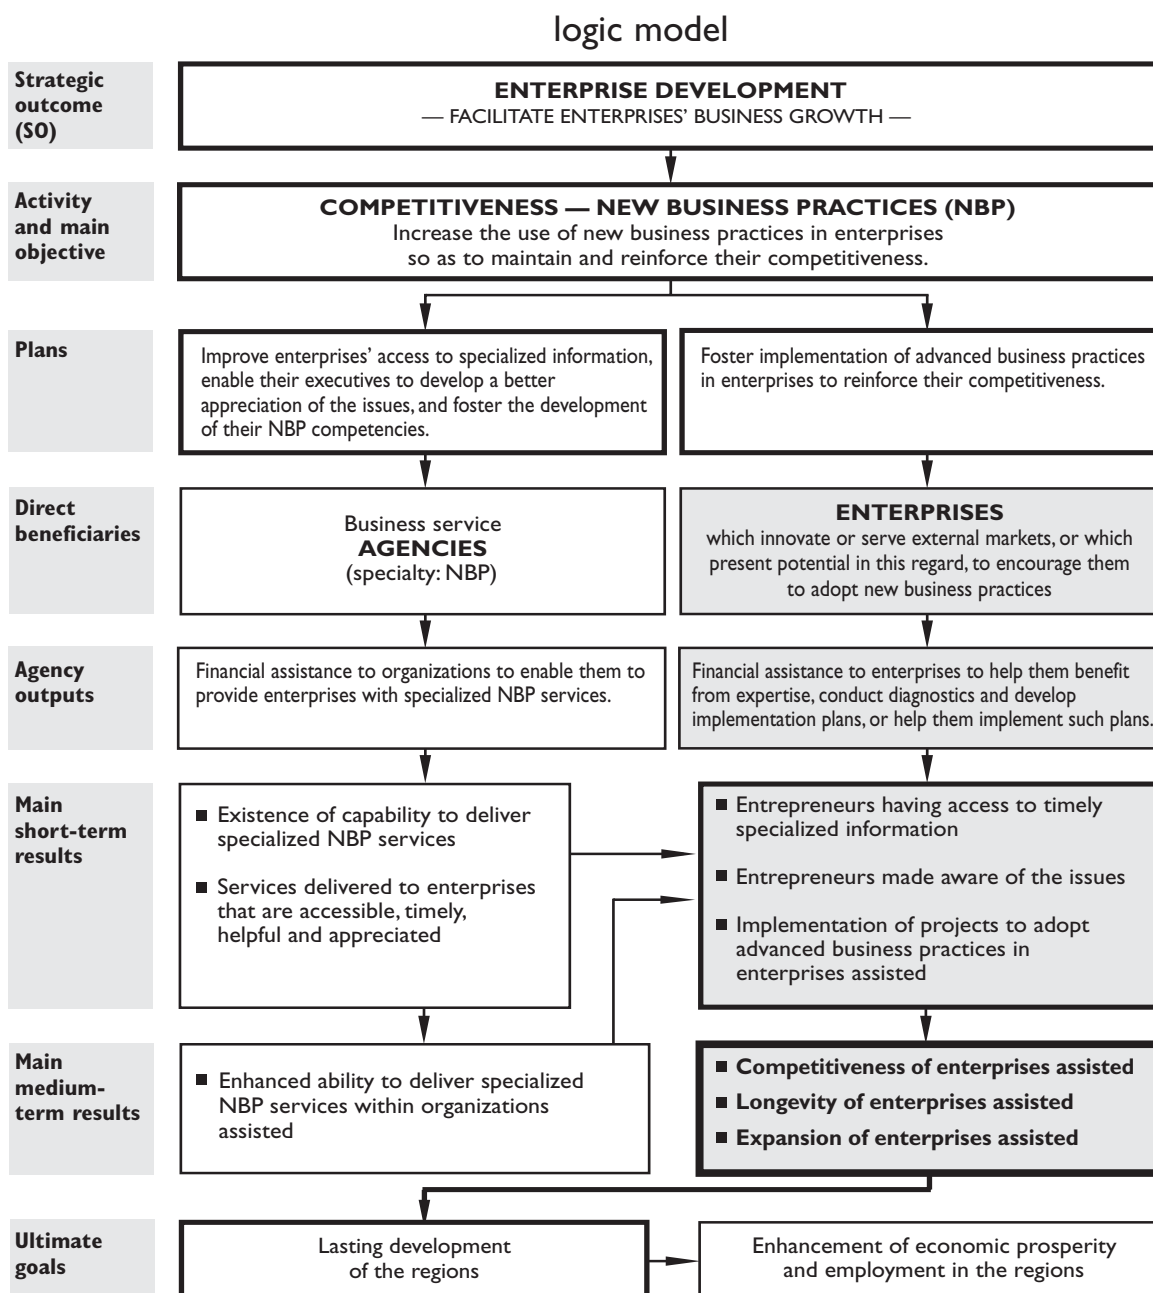 logic model
Strategic
outcome
(SO)
ENTERPRISE DEVELOPMENT
— FACILITATE ENTERPRISES’ BUSINESS GROWTH —
Activity
and main
objective
COMPETITIVENESS — NEW BUSINESS PRACTICES (NBP)
Increase the use of new business practices in enterprises
so as to maintain and reinforce their competitiveness.
Plans
Improve enterprises’ access to specialized information,
enable their executives to develop a better
appreciation of the issues, and foster the development
of their NBP competencies.
Foster implementation of advanced business practices
in enterprises to reinforce their competitiveness.
Direct
beneficiaries
Business service
AGENCIES
(specialty: NBP)
ENTERPRISES
which innovate or serve external markets, or which
present potential in this regard, to encourage them
to adopt new business practices
Agency
outputs
Financial assistance to organizations to enable them to
provide enterprises with specialized NBP services.
Financial assistance to enterprises to help them benefit
from expertise, conduct diagnostics and develop
implementation plans, or help them implement such plans.
Main
short-term
results
■ Existence of capability to deliver
specialized NBP services
■ Services delivered to enterprises
that are accessible, timely,
helpful and appreciated
■ Entrepreneurs having access to timely
specialized information
■ Entrepreneurs made aware of the issues
■ Implementation of projects to adopt
advanced business practices in
enterprises assisted
Main
medium-
term results
■ Enhanced ability to deliver specialized
NBP services within organizations
assisted
■ Competitiveness of enterprises assisted
■ Longevity of enterprises assisted
■ Expansion of enterprises assisted
Ultimate
goals
Lasting development
of the regions
Enhancement of economic prosperity
and employment in the regions